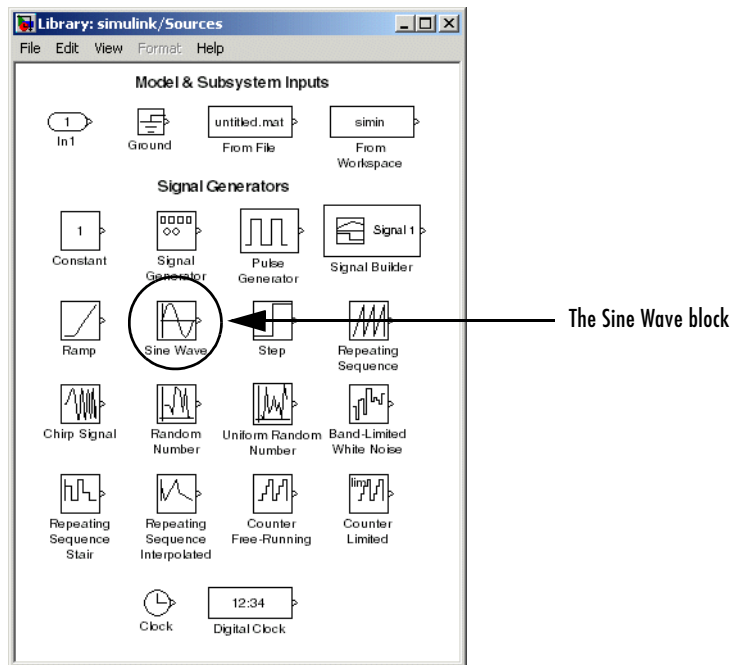 Library: simulink/Sources
File Edit View Format Help
Model & Subsystem Inputs
1
In1
Ground
untitled.mat
From File
simin
From
Workspace
Signal Generators
1
Constant
Signal
Generator
Pulse
Generator
Signal 1
Signal Builder
Ramp
Sine Wave
Step
Repeating
Sequence
The Sine Wave block
Chirp Signal
Random
Number
Uniform Random
Number
Band-Limited
White Noise
Repeating
Sequence
Stair
Repeating
Sequence
Interpolated
Counter
Free-Running
lim
Counter
Limited
Clock
12:34
Digital Clock